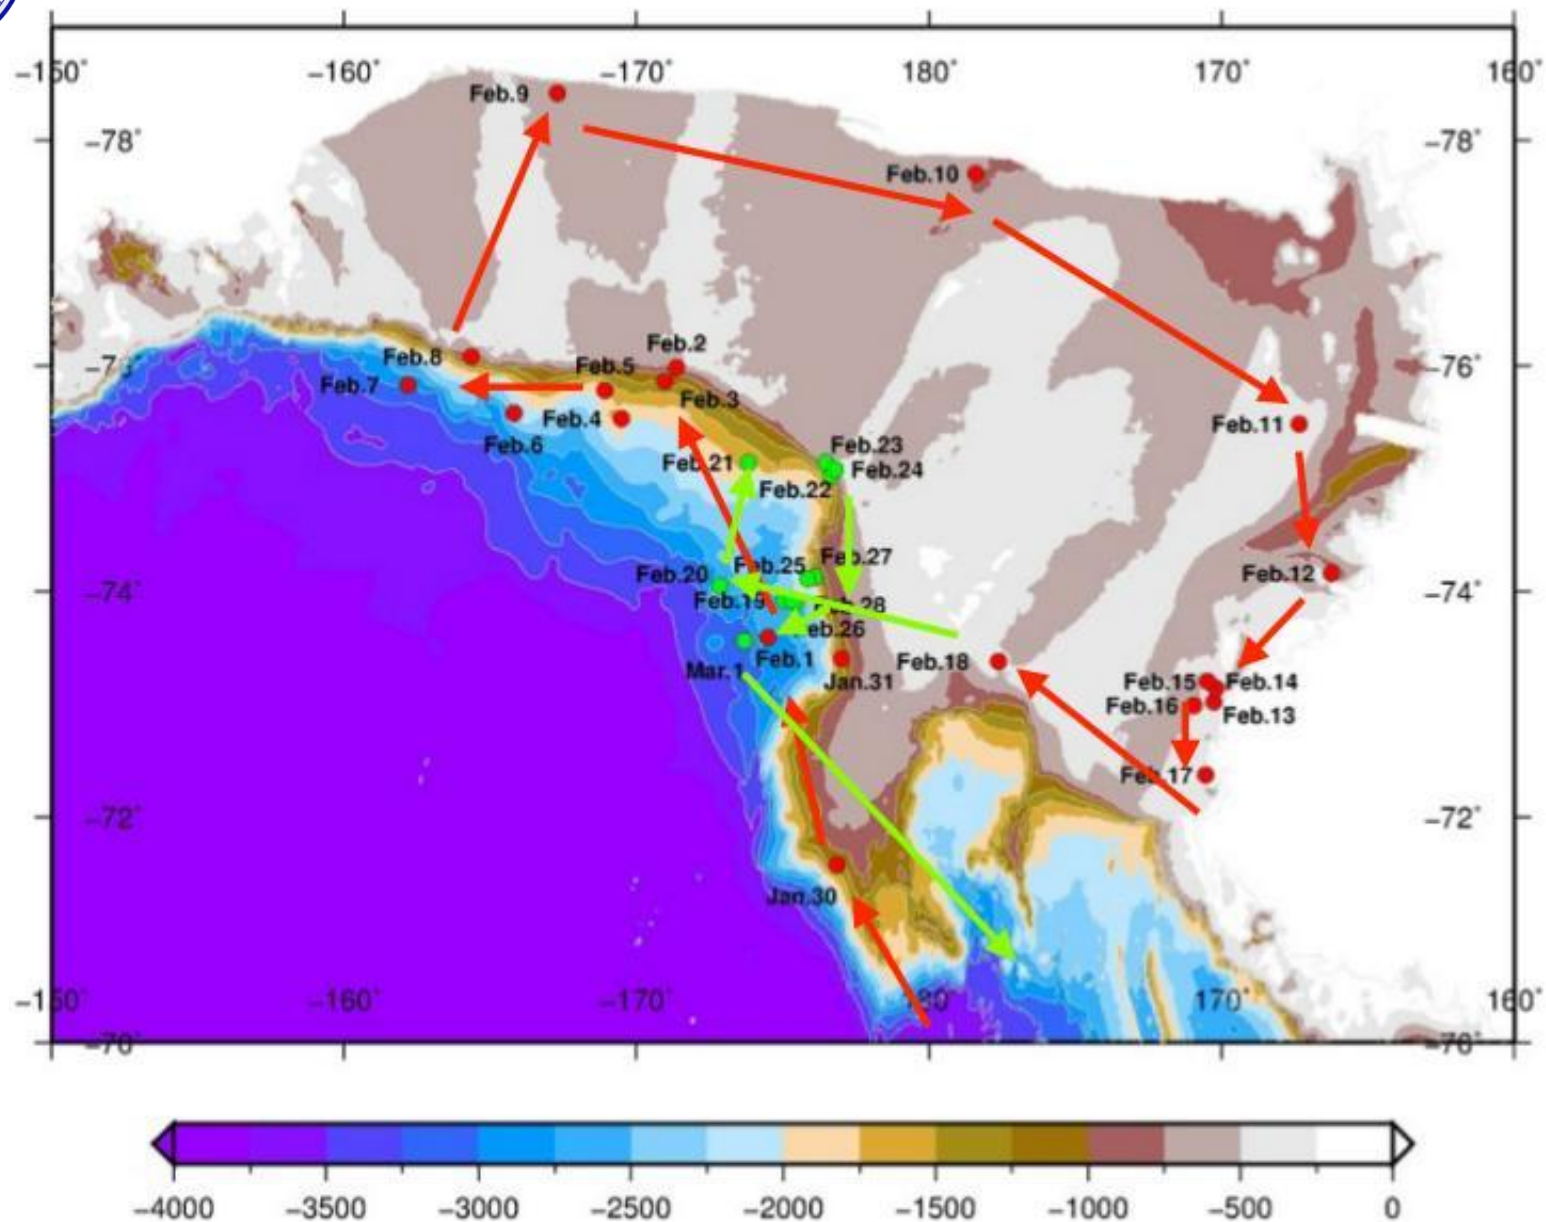 -150° -160° -170° 180° 170° 160°
Feb.9
-78° -78°
Feb.10
Feb.2
Feb.8 Feb.5
-76°
Feb.7
Feb.3
Feb.4 Feb.11
Feb.6
Feb.23
Feb.21 Feb.24
Feb.22
Feb.27
Feb.25
Feb.20 Feb.12
-74° -74°
Feb.19 Feb.28
Feb.26
Feb.1 Feb.18
Mar.1 Jan.31
Feb.15 Feb.14
Feb.16 Feb.13
Feb.17
-72° -72°
Jan.30
-150° -160° -170° 180° 170° 160°
-70° -70°
-4000 -3500 -3000 -2500 -2000 -1500 -1000 -500 0